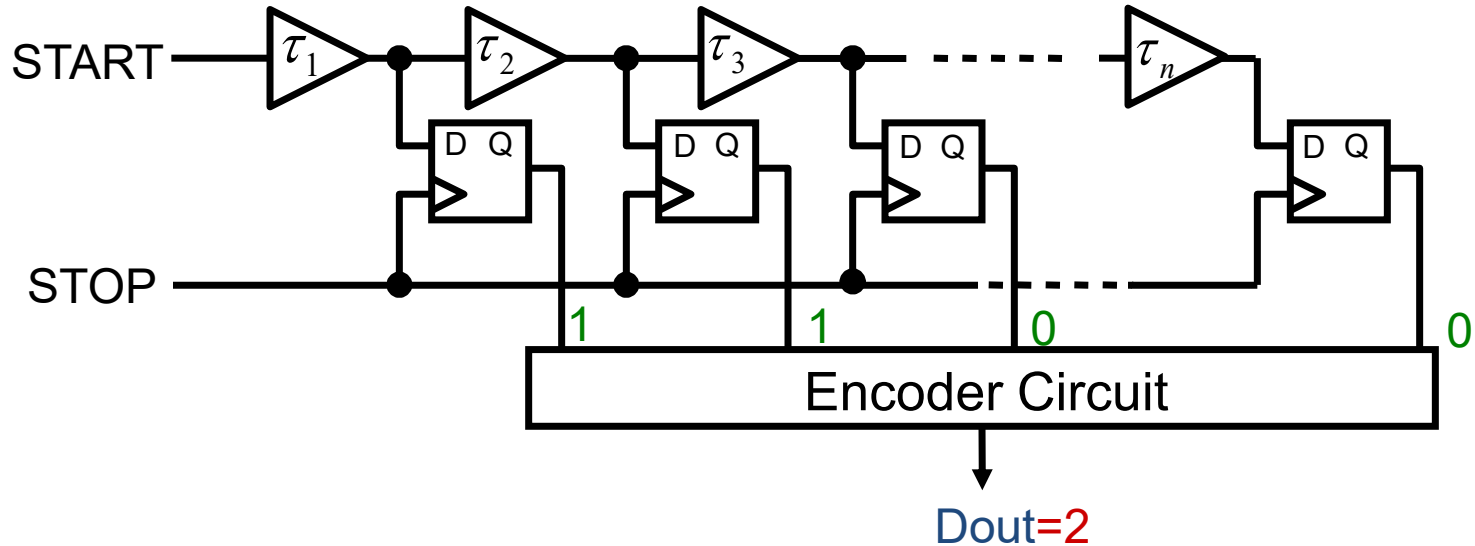 START τ₁ τ₂ τ₃ τₙ
D Q D Q D Q D Q
STOP
1 1 0 0
Encoder Circuit
Dout=2